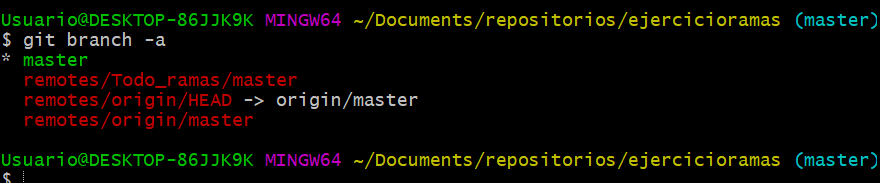 Usuario@DESKTOP-86JJK9K MINGW64 ~/Documents/repositorios/ejercicioramas (master)
$ git branch -a
* master
  remotes/Todo_ramas/master
  remotes/origin/HEAD -> origin/master
  remotes/origin/master
Usuario@DESKTOP-86JJK9K MINGW64 ~/Documents/repositorios/ejercicioramas (master)
$